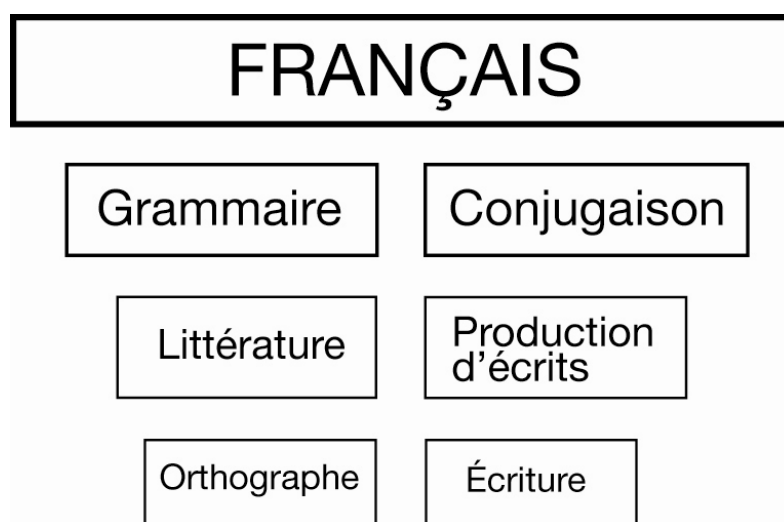 FRANÇAIS
Grammaire
Conjugaison
Littérature
Production
d'écrits
Orthographe
Écriture